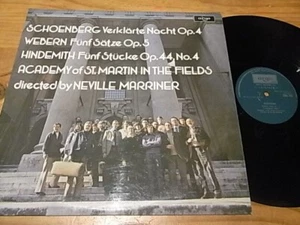 SCHOENBERG Verklärte Nacht Op.4
WEBERN Fünf Sätze Op.5
HINDEMITH Fünf Stücke Op.44, No.4
ACADEMY of ST. MARTIN IN THE FIELDS
directed by NEVILLE MARRINER